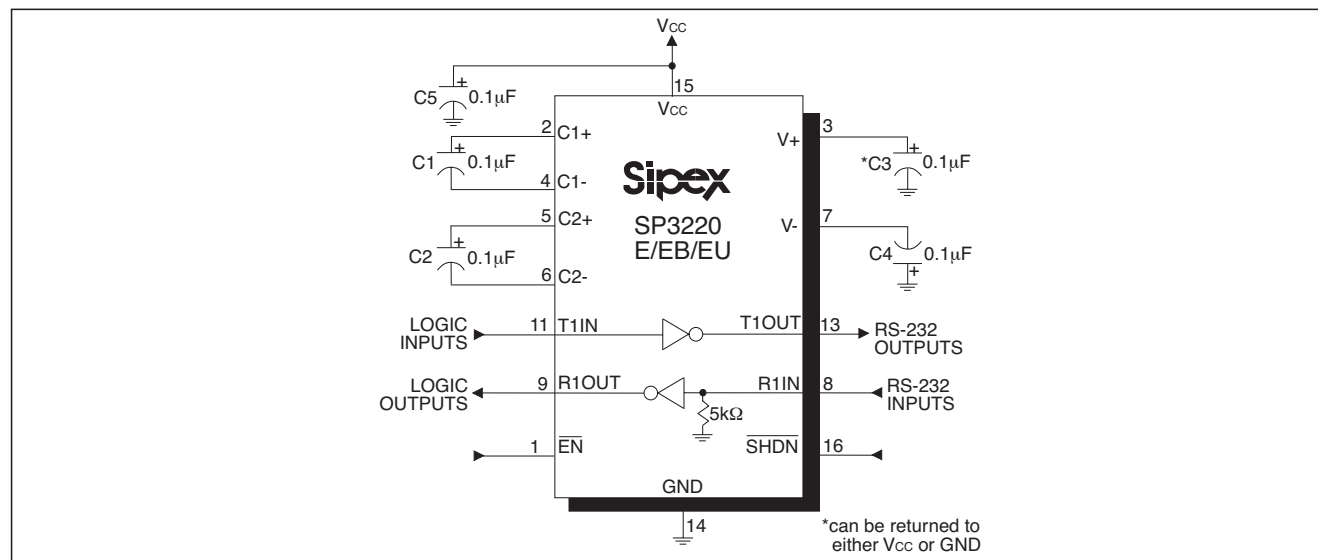 VCC
15
VCC
C5
+
0.1µF
2
C1+
C1
+
0.1µF
4
C1-
5
C2+
C2
+
0.1µF
6
C2-
Sipex
SP3220
E/EB/EU
V+
3
*C3
+
0.1µF
V-
7
C4
0.1µF
+
LOGIC
INPUTS
11
T1IN
T1OUT
13
RS-232
OUTPUTS
LOGIC
OUTPUTS
9
R1OUT
R1IN
8
RS-232
INPUTS
5kΩ
1
EN
SHDN
16
GND
14
*can be returned to
either VCC or GND